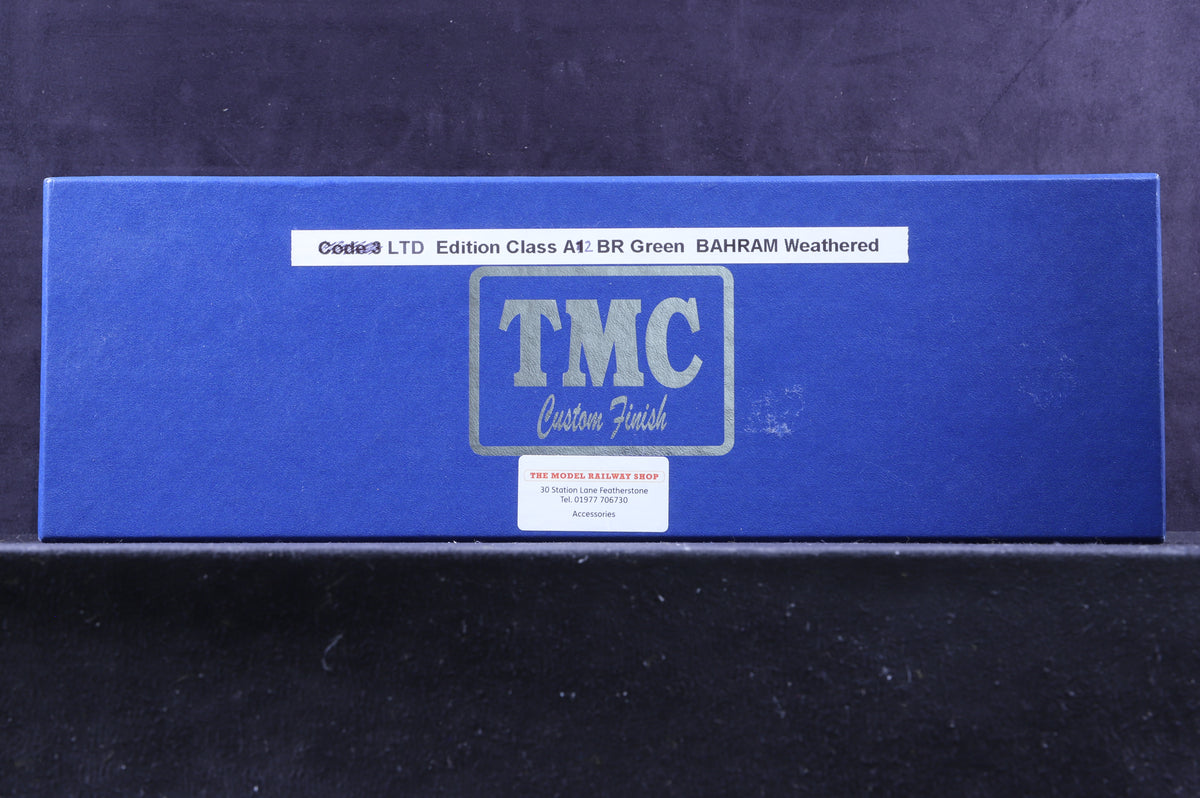 Code 3 LTD Edition Class A12 BR Green BAHRAM Weathered
TMC
Custom Finish
THE MODEL RAILWAY SHOP
30 Station Lane Featherstone
Tel. 01977 706730
Accessories